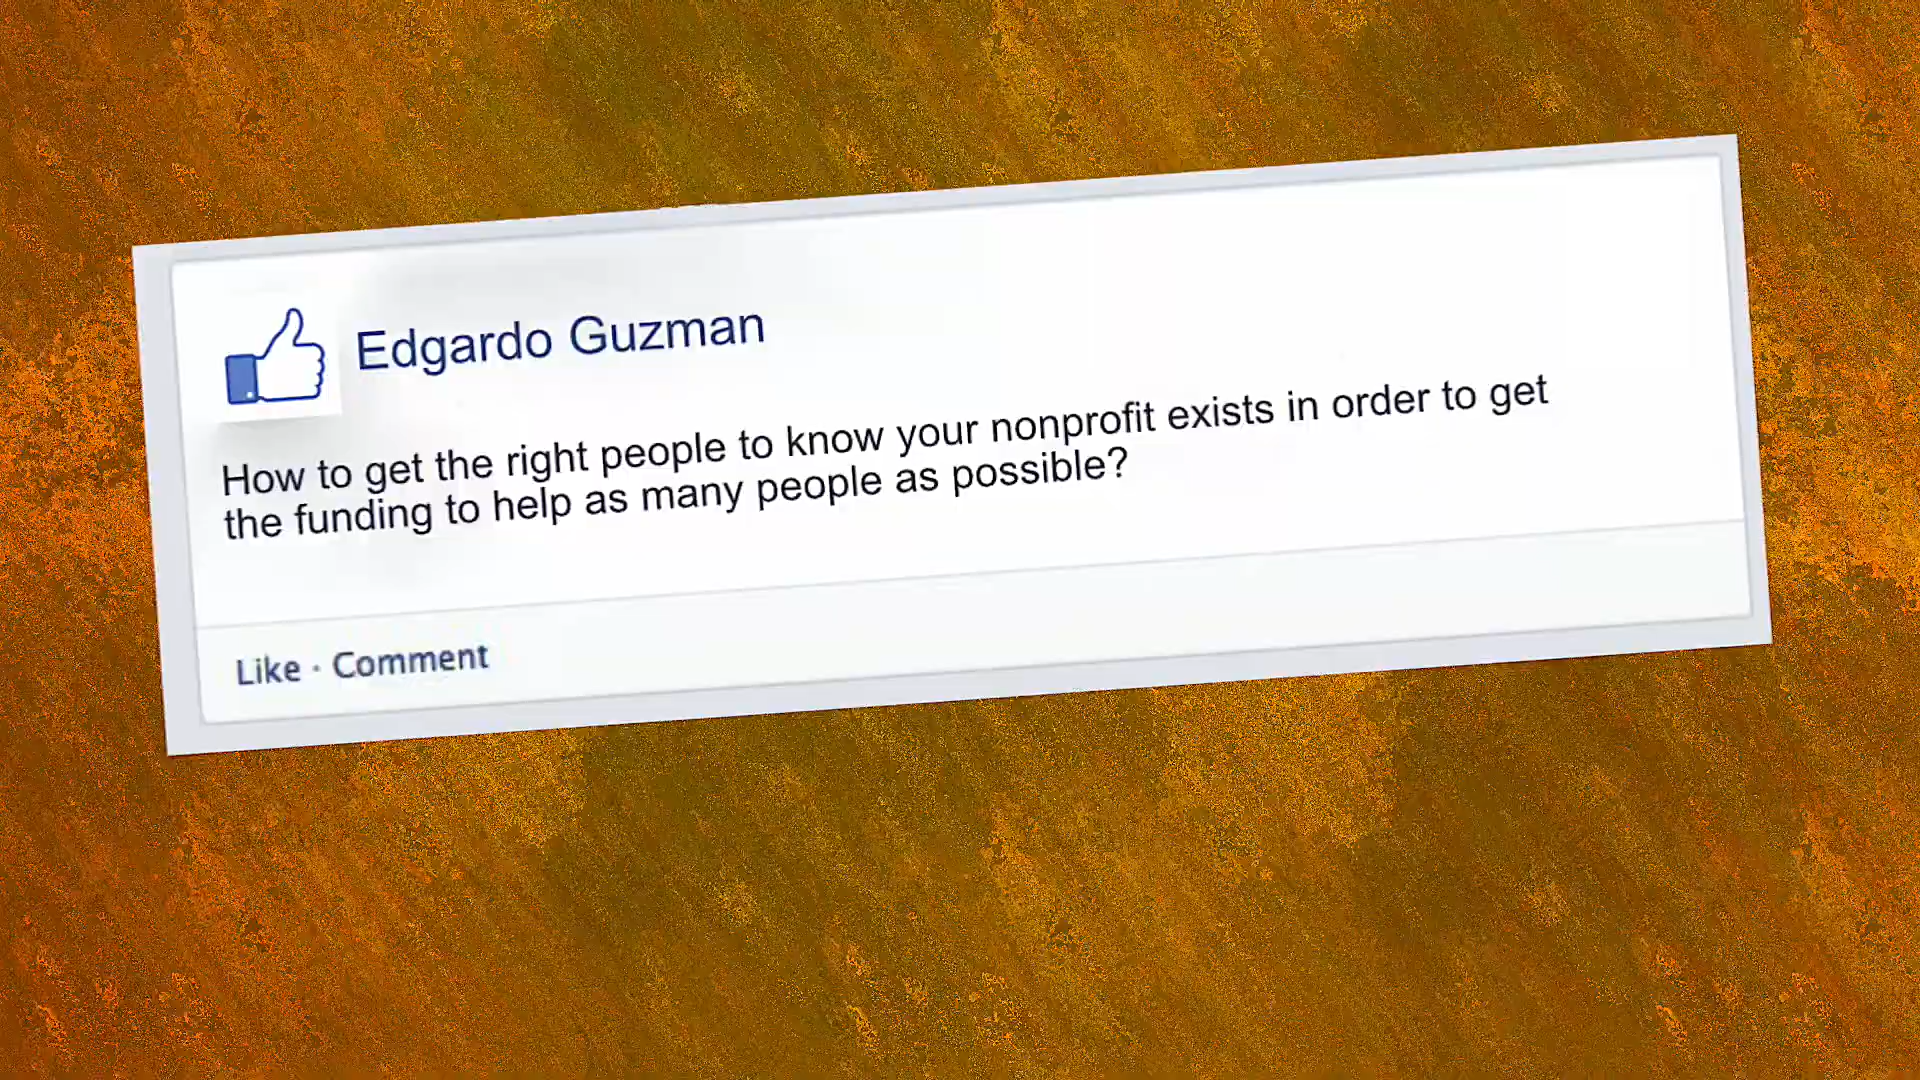 Edgardo Guzman
How to get the right people to know your nonprofit exists in order to get
the funding to help as many people as possible?
Like · Comment